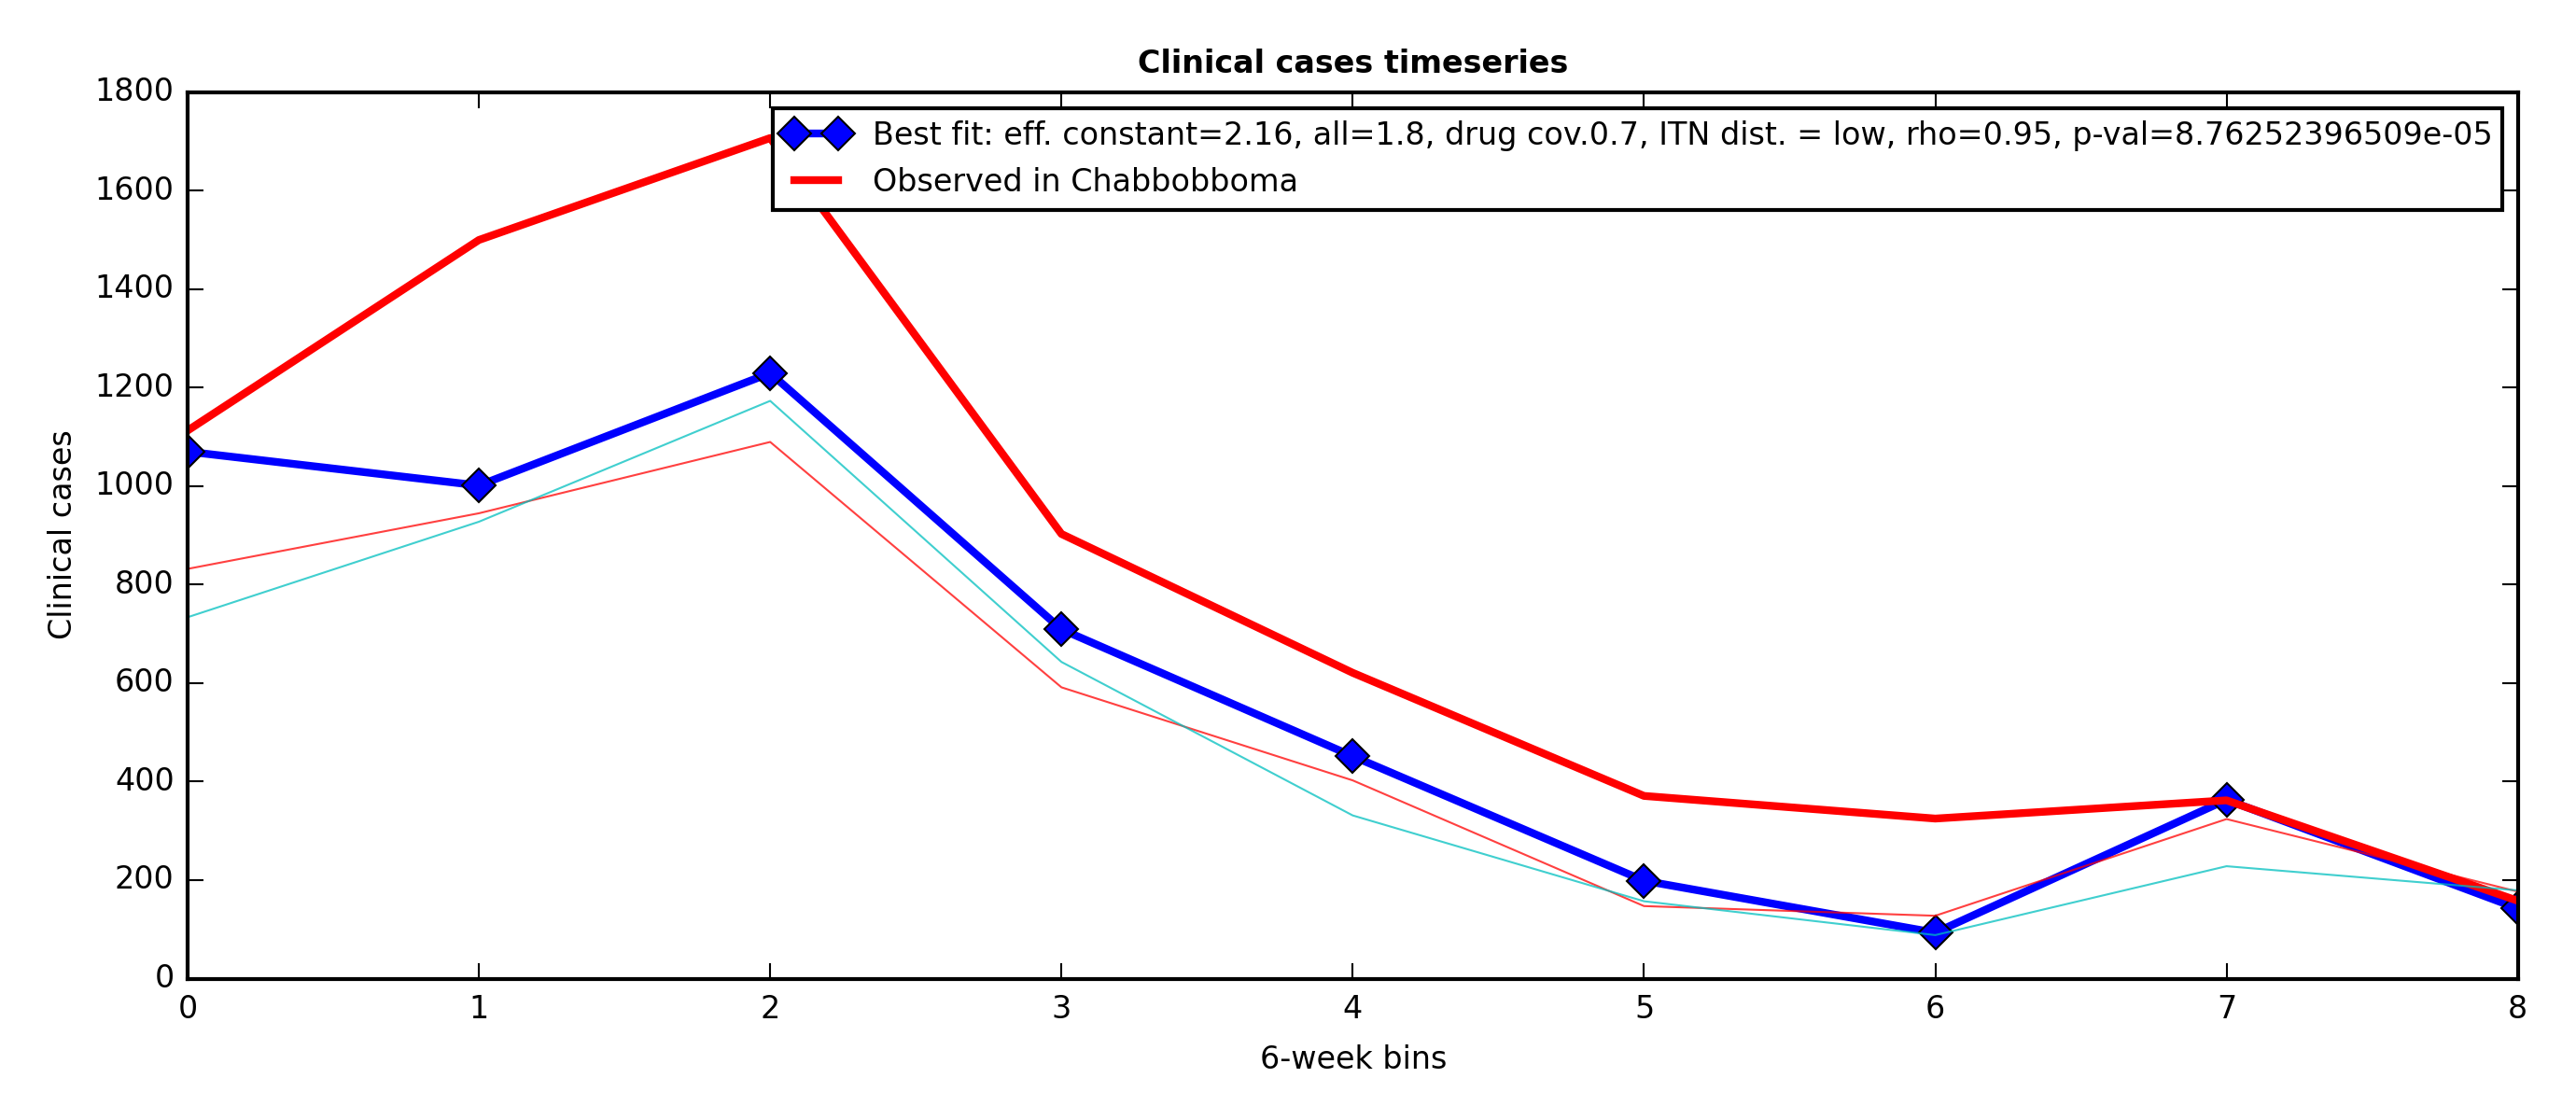 Clinical cases timeseries
Best fit: eff. constant=2.16, all=1.8, drug cov.0.7, ITN dist. = low, rho=0.95, p-val=8.76252396509e-05
Observed in Chabbobboma
1800
1600
1400
1200
1000
800
600
400
200
0
Clinical cases
0 1 2 3 4 5 6 7 8
6-week bins